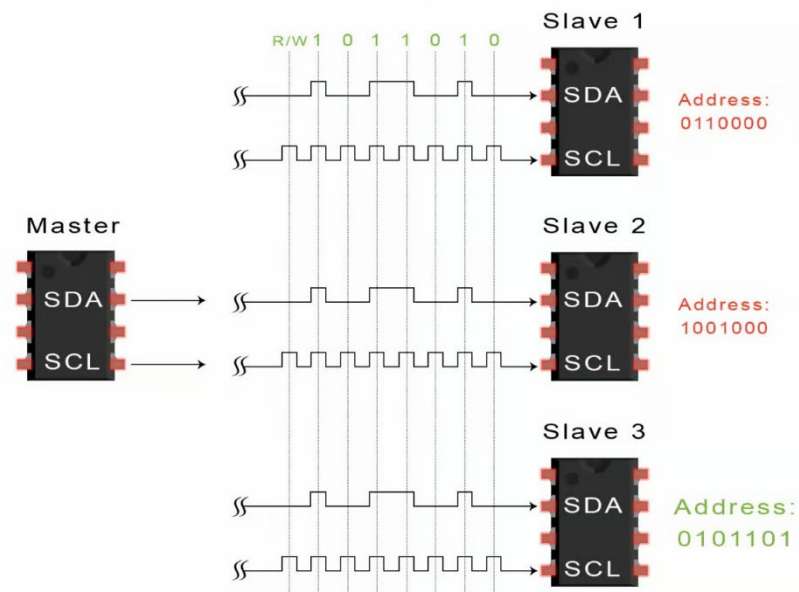 Slave 1
R/W 1 0 1 1 0 1 0
SDA
Address:
0110000
SCL
Master
SDA
SCL
Slave 2
SDA
Address:
1001000
SCL
Slave 3
SDA
Address:
0101101
SCL